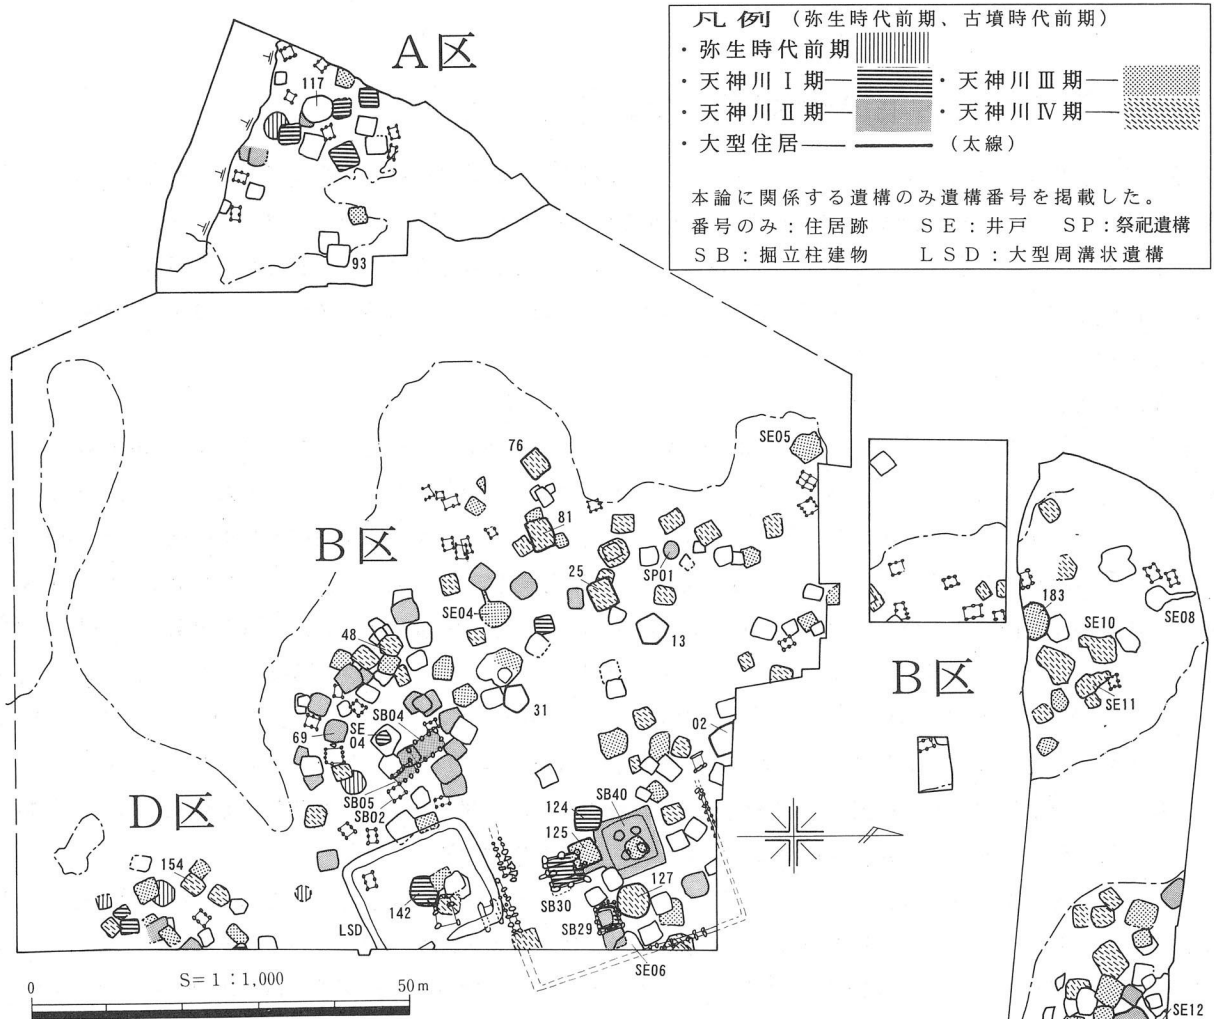 凡例（弥生時代前期、古墳時代前期）
・弥生時代前期
・天神川Ⅰ期― ・天神川Ⅲ期―
・天神川Ⅱ期― ・天神川Ⅳ期―
・大型住居―― （太線）
本論に関係する遺構のみ遺構番号を掲載した。
番号のみ：住居跡 SE：井戸 SP：祭祀遺構
SB：掘立柱建物 LSD：大型周溝状遺構
A区
117
93
76
SE05
81
B区
25
SP01
SE04
13
48
183
SE10
SE08
B区
SE11
31
SB04
SE
04
69
02
SB05
SB02
D区
124
SB40
125
154
127
142
SB30
LSD
SB29
SE06
S=1：1,000
0 50m
SE12